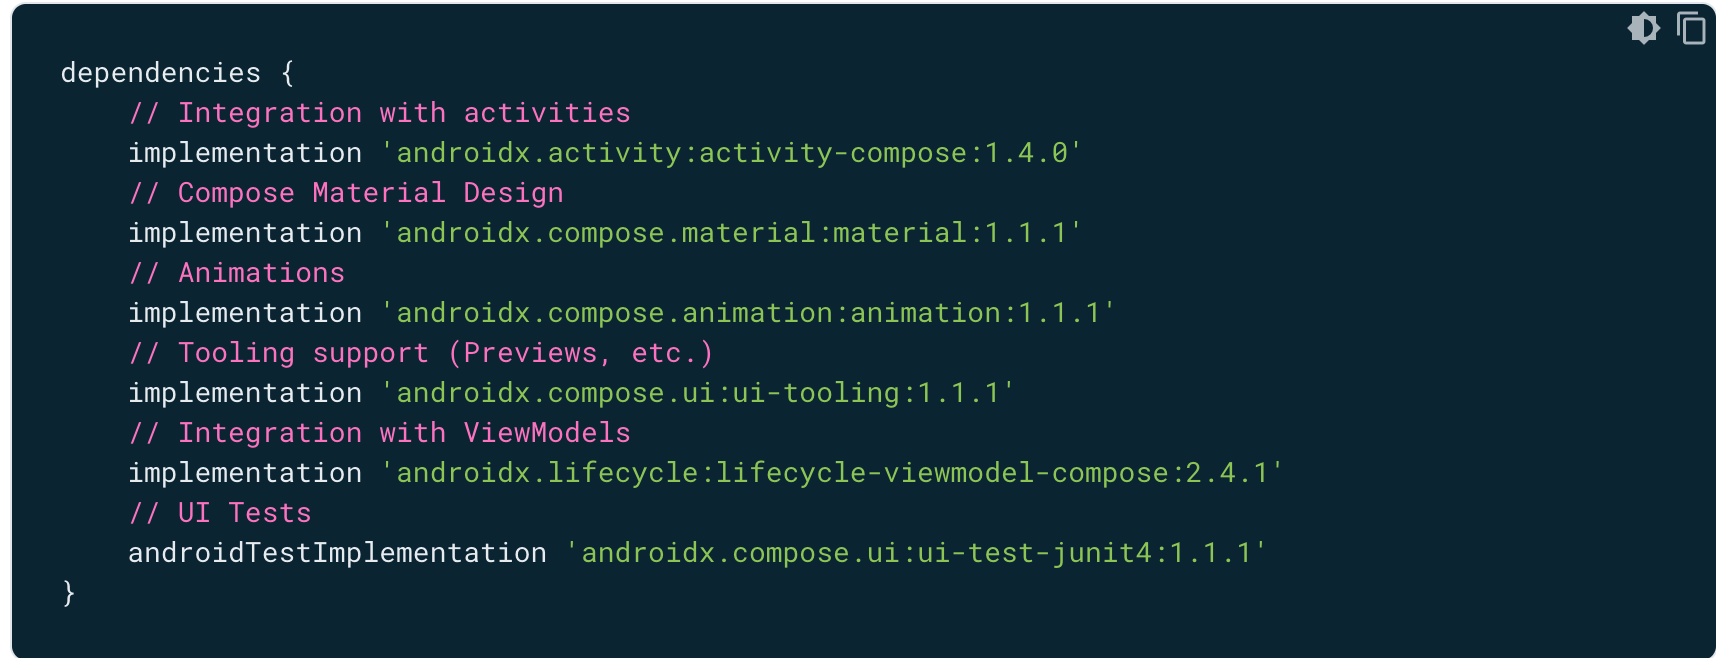 dependencies {
    // Integration with activities
    implementation 'androidx.activity:activity-compose:1.4.0'
    // Compose Material Design
    implementation 'androidx.compose.material:material:1.1.1'
    // Animations
    implementation 'androidx.compose.animation:animation:1.1.1'
    // Tooling support (Previews, etc.)
    implementation 'androidx.compose.ui:ui-tooling:1.1.1'
    // Integration with ViewModels
    implementation 'androidx.lifecycle:lifecycle-viewmodel-compose:2.4.1'
    // UI Tests
    androidTestImplementation 'androidx.compose.ui:ui-test-junit4:1.1.1'
}